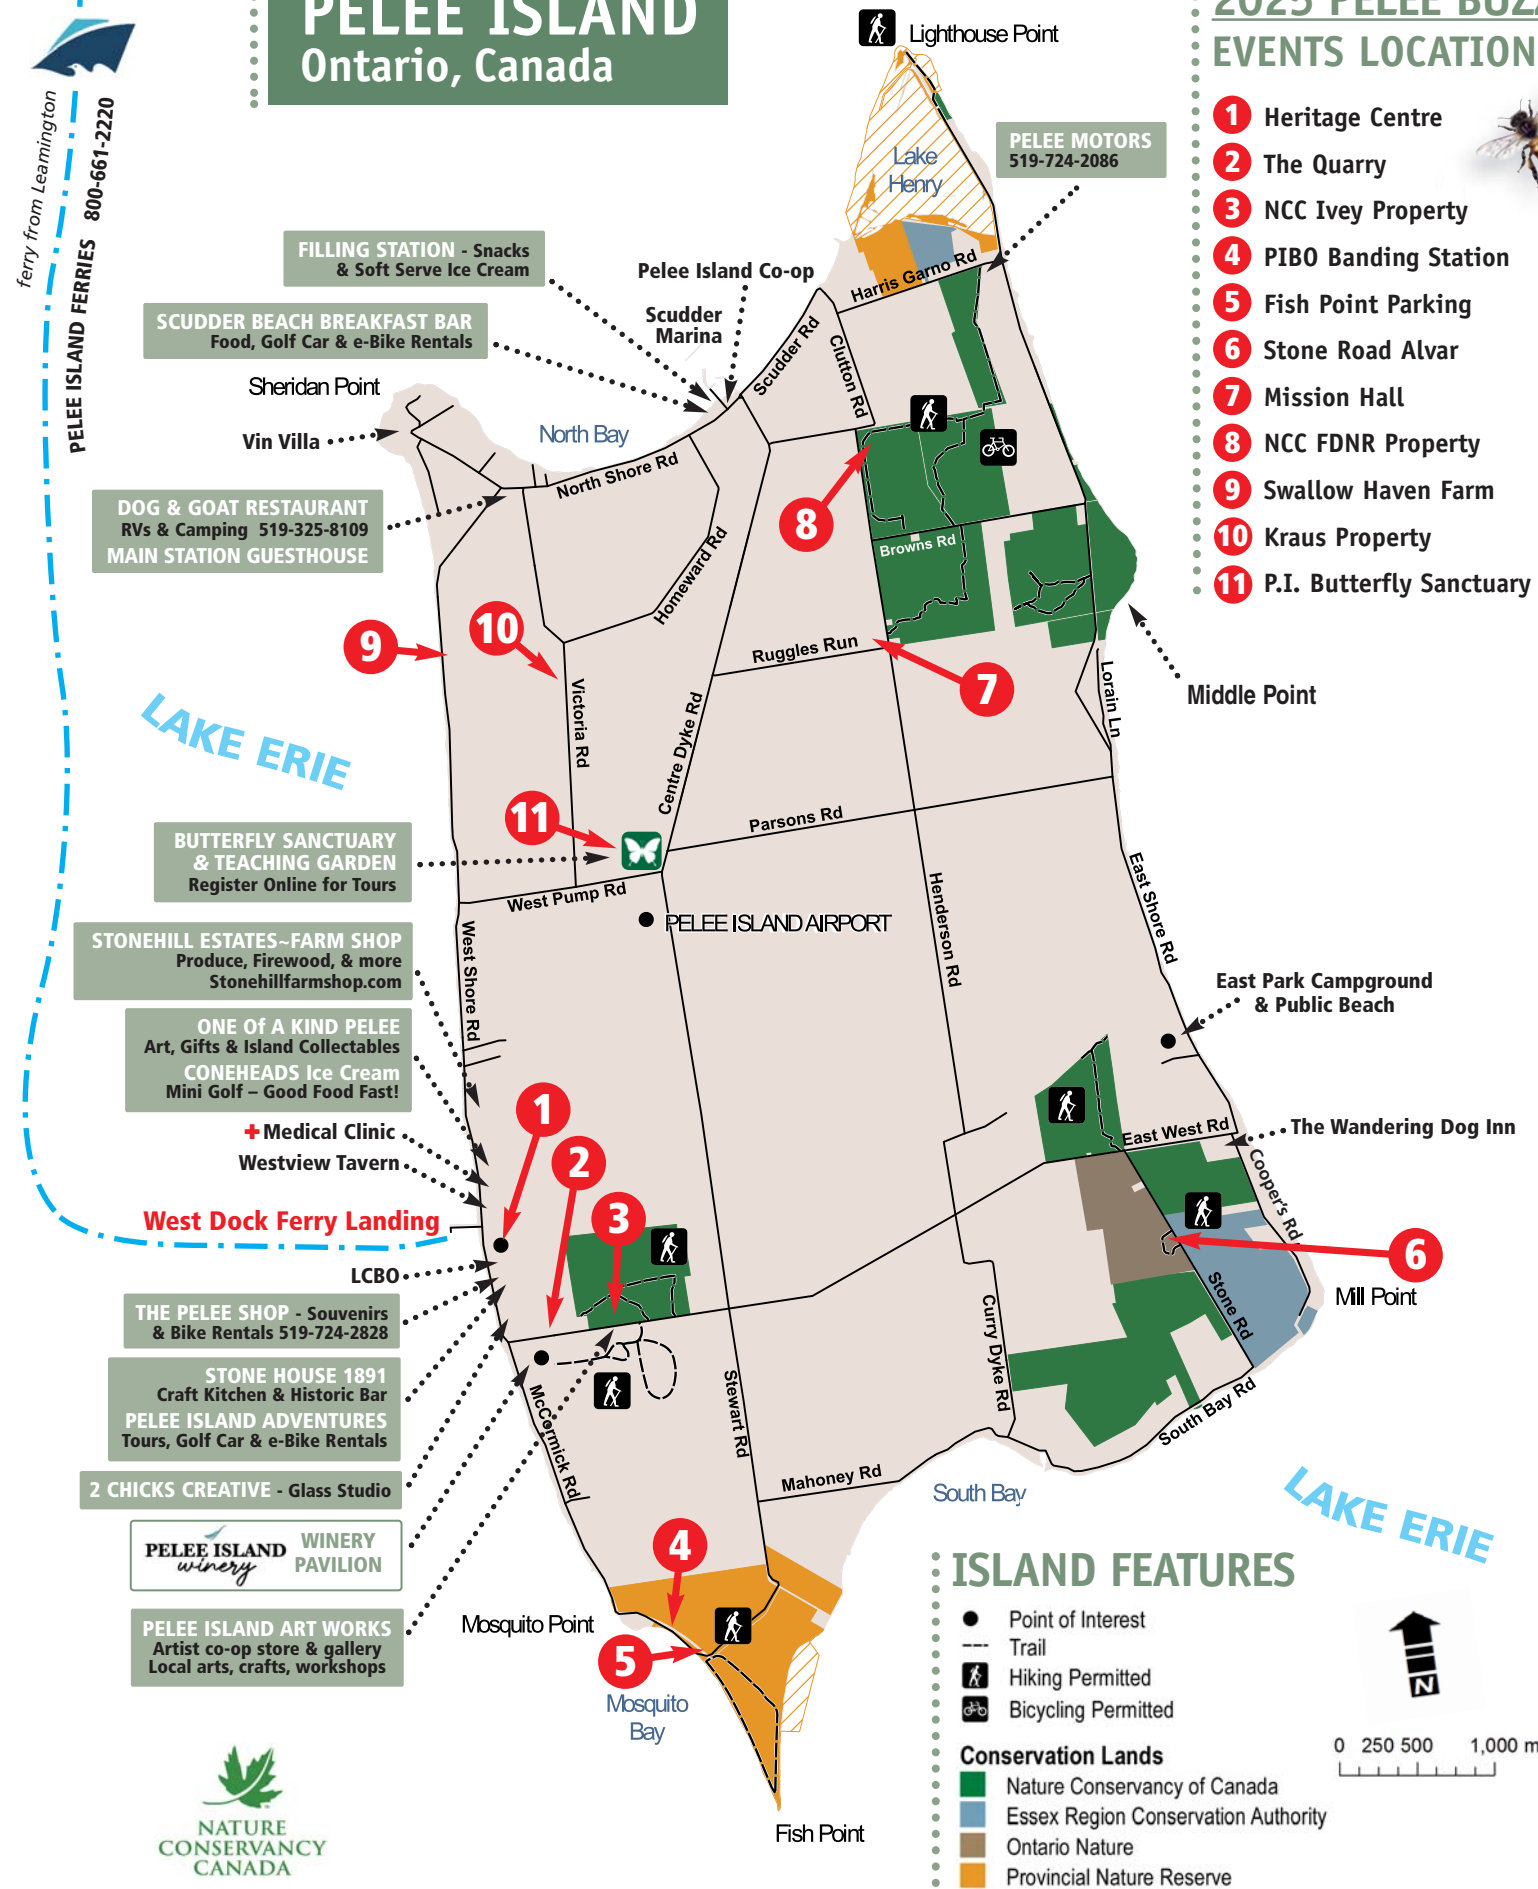 PELEE ISLAND
Ontario, Canada
ferry from Leamington
PELEE ISLAND FERRIES 800-661-2220
2025 PELEE BUZZ
EVENTS LOCATION
1 Heritage Centre
2 The Quarry
3 NCC Ivey Property
4 PIBO Banding Station
5 Fish Point Parking
6 Stone Road Alvar
7 Mission Hall
8 NCC FDNR Property
9 Swallow Haven Farm
10 Kraus Property
11 P.I. Butterfly Sanctuary
Lighthouse Point
Lake
Henry
PELEE MOTORS
519-724-2086
Harris Garno Rd
FILLING STATION - Snacks
& Soft Serve Ice Cream
Pelee Island Co-op
Scudder
Marina
SCUDDER BEACH BREAKFAST BAR
Food, Golf Car & e-Bike Rentals
Scudder Rd
Clutton Rd
Sheridan Point
Vin Villa
North Bay
North Shore Rd
DOG & GOAT RESTAURANT
RVs & Camping 519-325-8109
MAIN STATION GUESTHOUSE
Homeward Rd
8
Browns Rd
9
10
Ruggles Run
7
Middle Point
Lorain Ln
Victoria Rd
Centre Dyke Rd
LAKE ERIE
11
Parsons Rd
BUTTERFLY SANCTUARY
& TEACHING GARDEN
Register Online for Tours
West Pump Rd
PELEE ISLAND AIRPORT
Henderson Rd
East Shore Rd
West Shore Rd
STONEHILL ESTATES~FARM SHOP
Produce, Firewood, & more
Stonehillfarmshop.com
East Park Campground
& Public Beach
ONE Of A KIND PELEE
Art, Gifts & Island Collectables
CONEHEADS Ice Cream
Mini Golf – Good Food Fast!
1
Medical Clinic
Westview Tavern
2
East West Rd
The Wandering Dog Inn
Cooper's Rd
West Dock Ferry Landing
3
6
LCBO
Stone Rd
Mill Point
THE PELEE SHOP - Souvenirs
& Bike Rentals 519-724-2828
Curry Dyke Rd
STONE HOUSE 1891
Craft Kitchen & Historic Bar
PELEE ISLAND ADVENTURES
Tours, Golf Car & e-Bike Rentals
McCormick Rd
Stewart Rd
South Bay Rd
Mahoney Rd
South Bay
2 CHICKS CREATIVE - Glass Studio
LAKE ERIE
PELEE ISLAND
winery
WINERY
PAVILION
4
PELEE ISLAND ART WORKS
Artist co-op store & gallery
Local arts, crafts, workshops
Mosquito Point
5
Mosquito
Bay
Fish Point
NATURE
CONSERVANCY
CANADA
ISLAND FEATURES
Point of Interest
Trail
Hiking Permitted
Bicycling Permitted
Conservation Lands
Nature Conservancy of Canada
Essex Region Conservation Authority
Ontario Nature
Provincial Nature Reserve
N
0 250 500 1,000 m